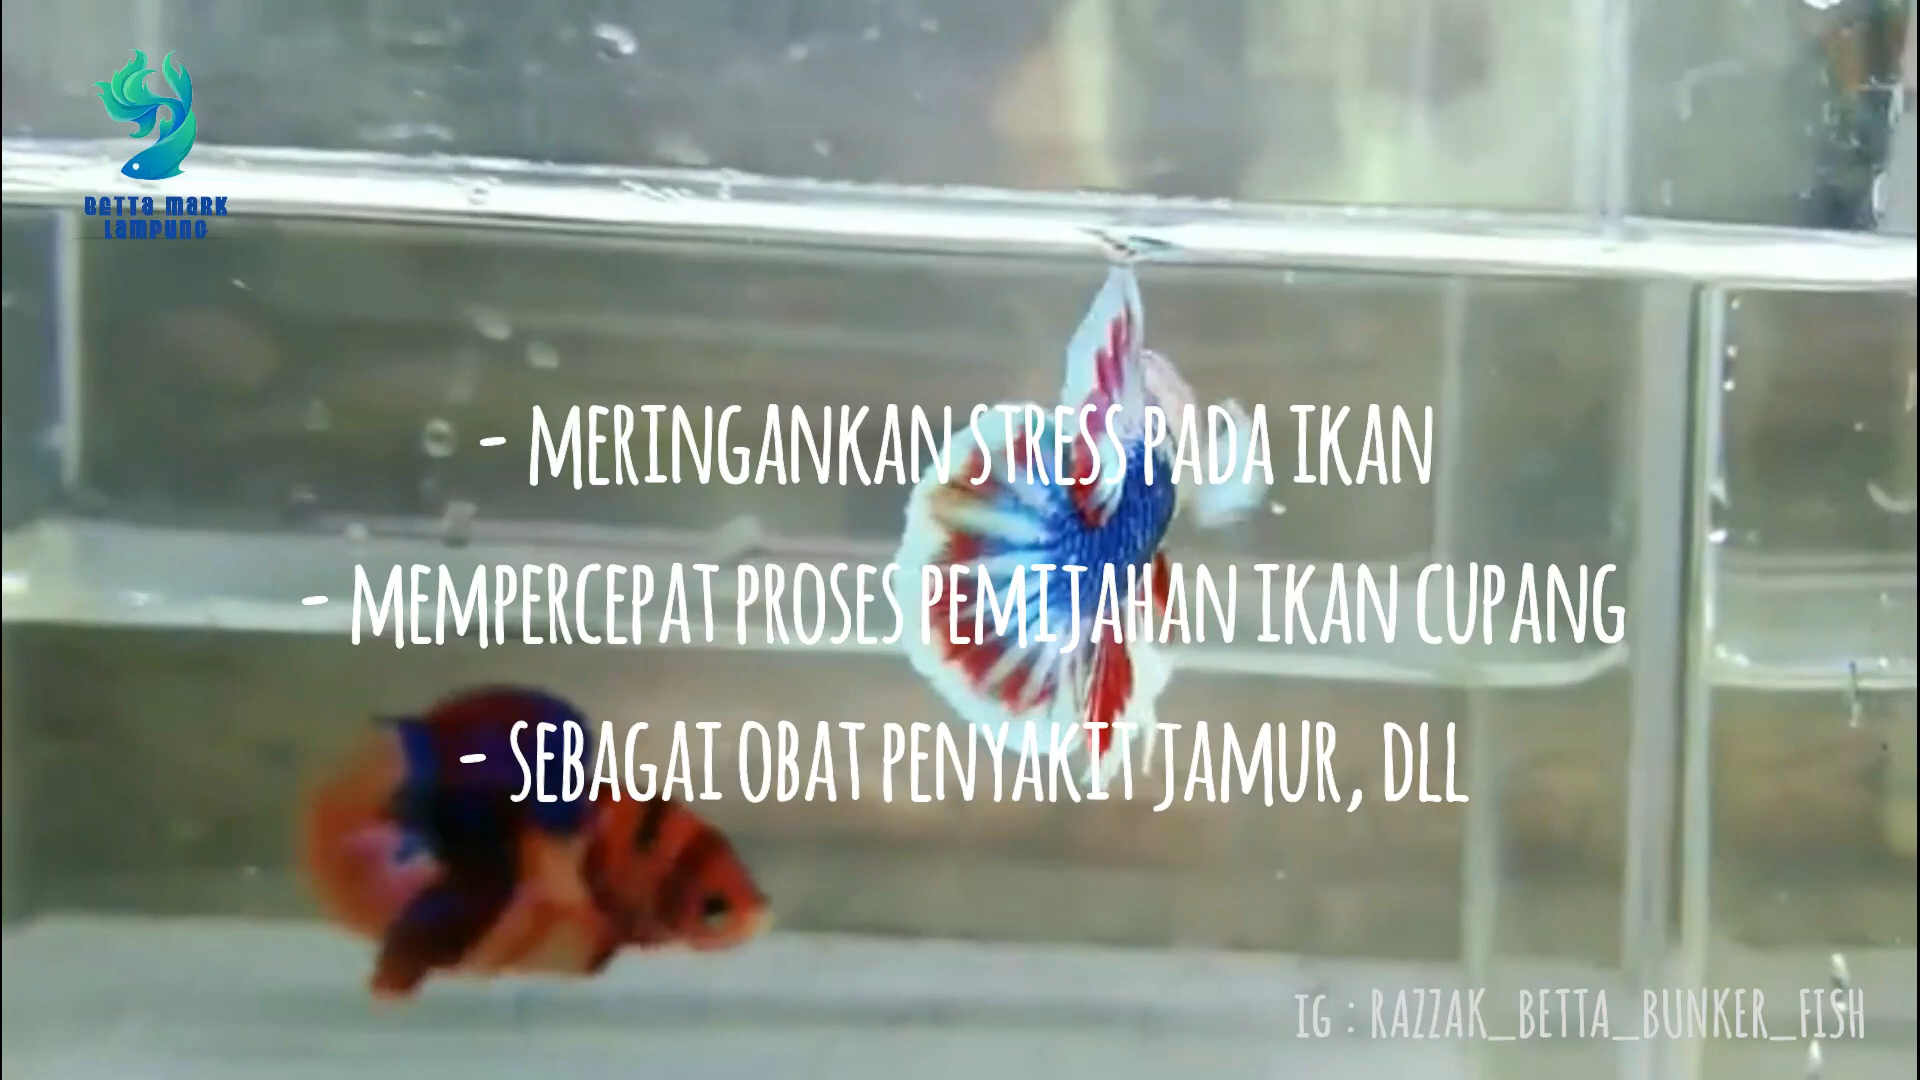 BETTA MARK
LAMPUNG
- MERINGANKAN STRESS PADA IKAN
- MEMPERCEPAT PROSES PEMIJAHAN IKAN CUPANG
- SEBAGAI OBAT PENYAKIT JAMUR, DLL
IG : RAZZAK_BETTA_BUNKER_FISH